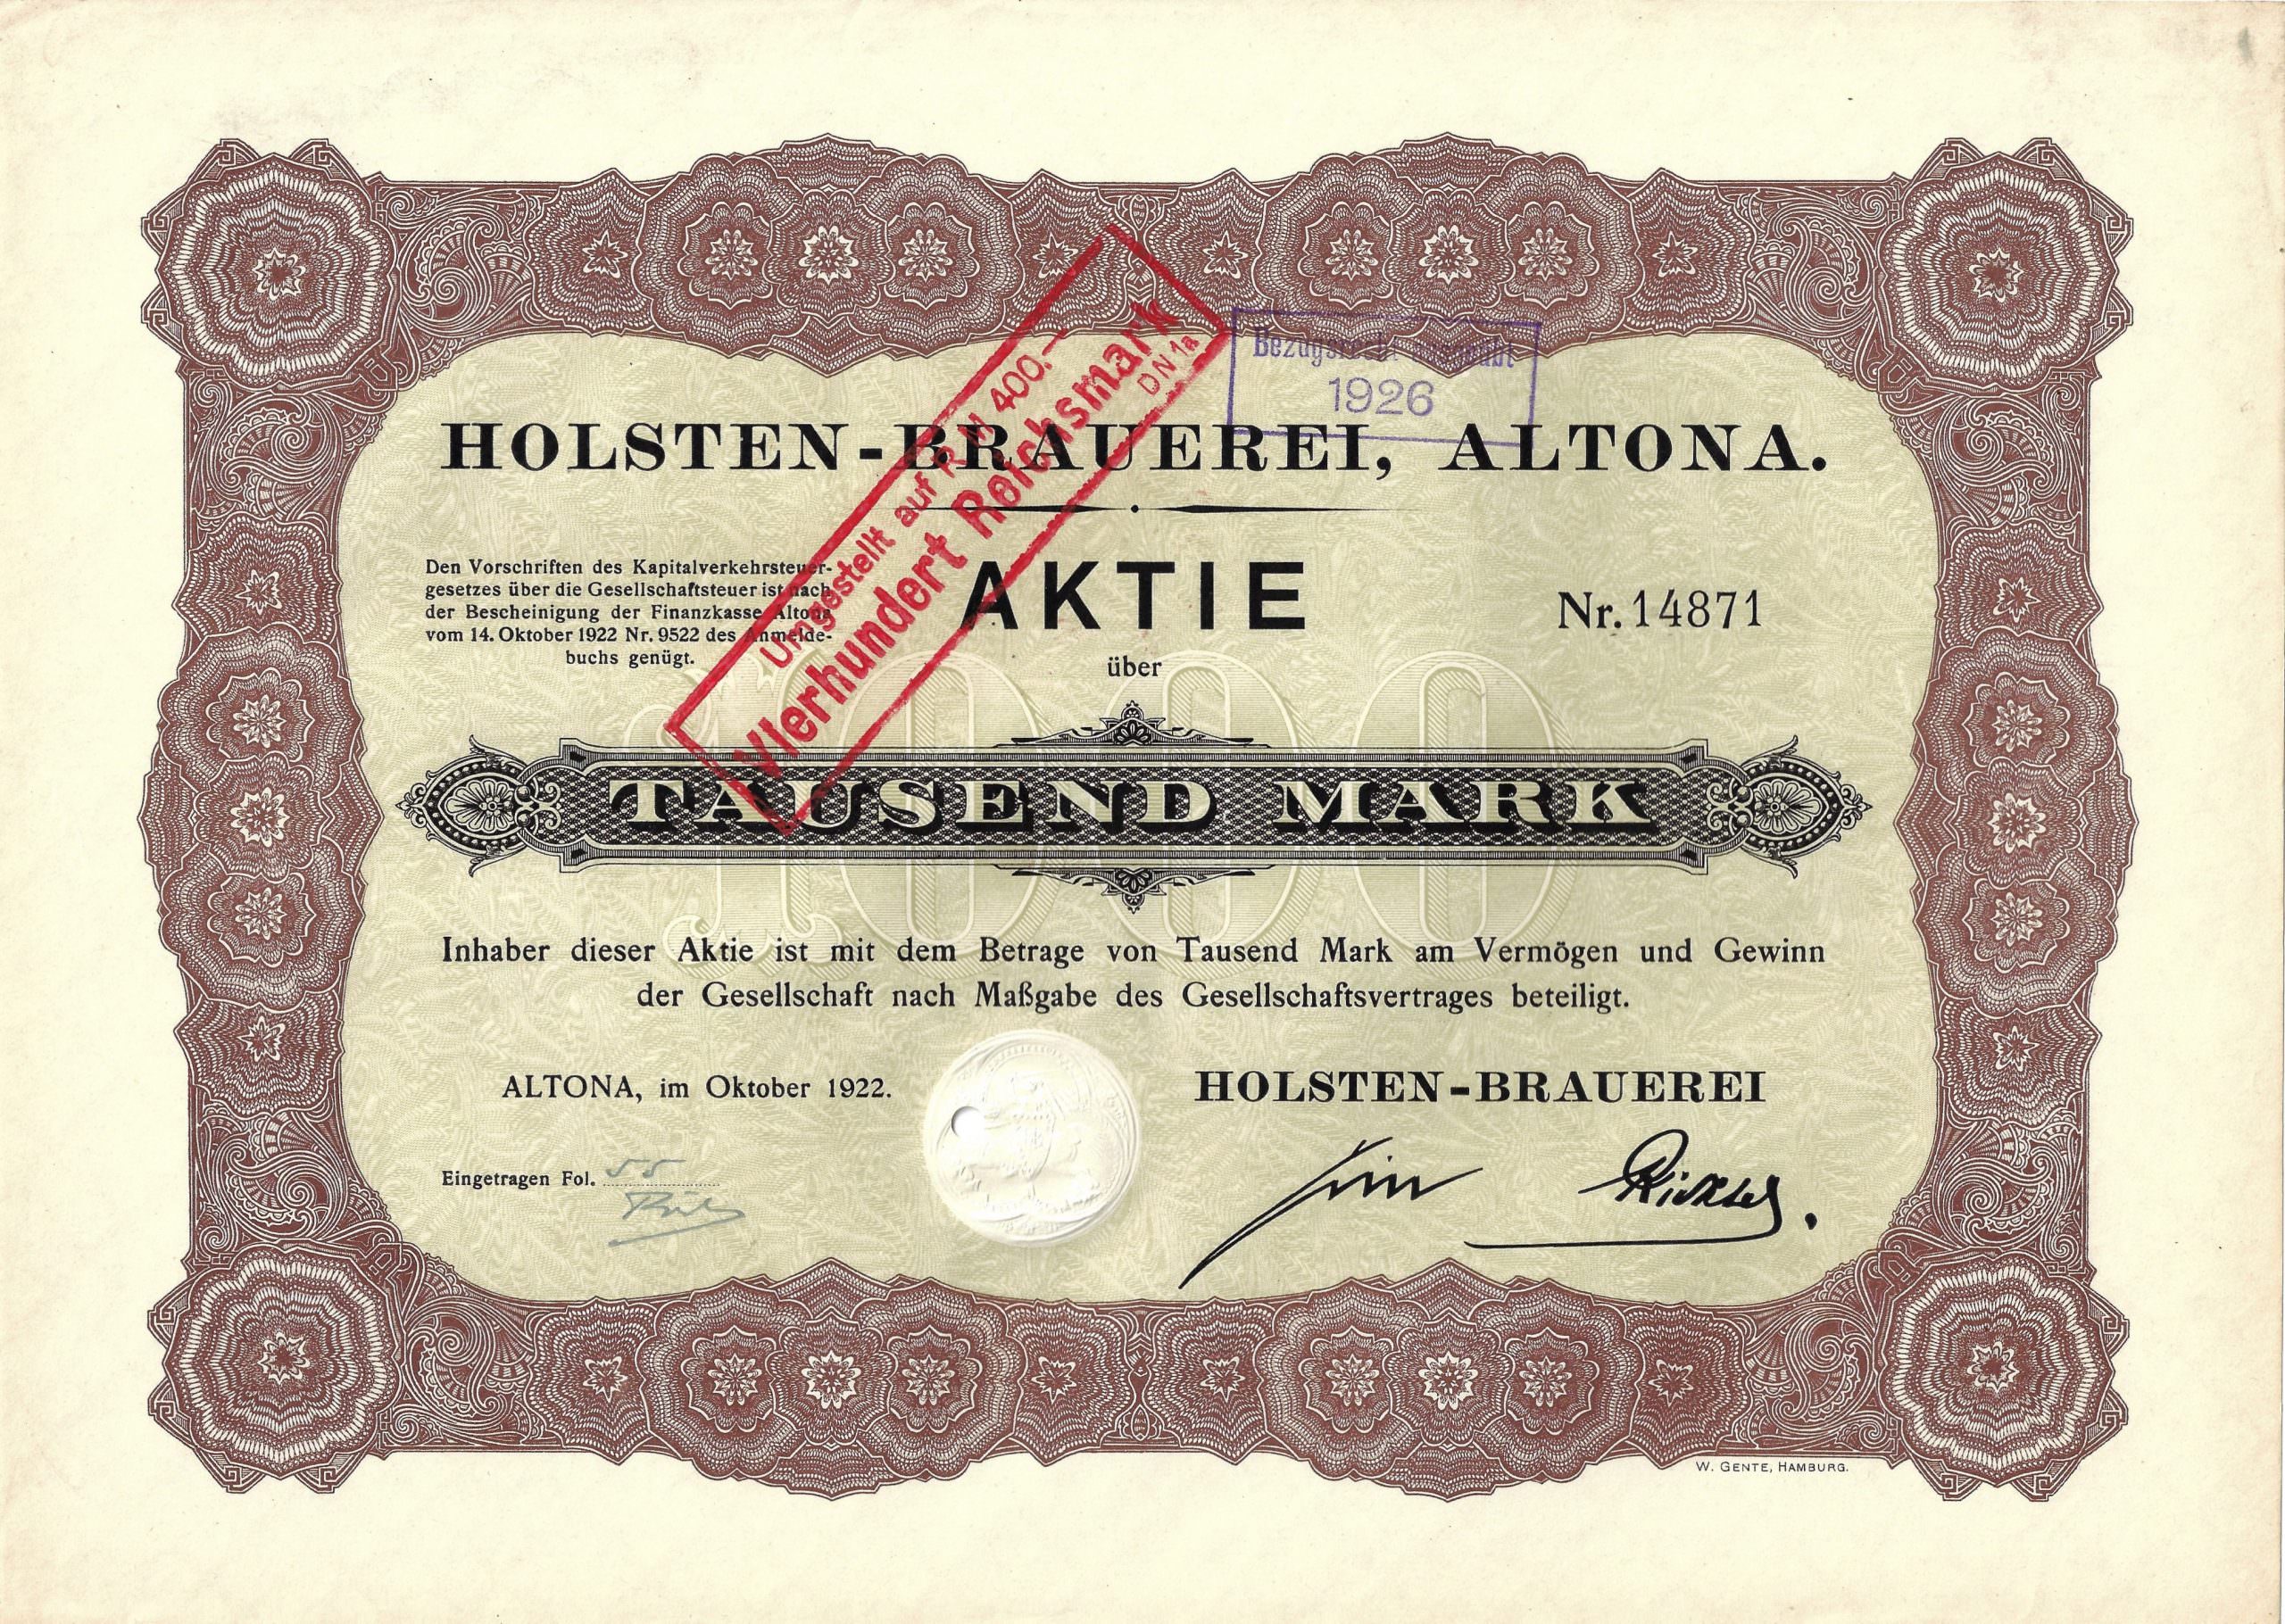 Umgestellt auf RM 400.—
Vierhundert Reichsmark
DN 1a
Bezugsrecht ausgeübt
1926
HOLSTEN-BRAUEREI, ALTONA.
Den Vorschriften des Kapitalverkehrsteuer-
gesetzes über die Gesellschaftsteuer ist nach
der Bescheinigung der Finanzkasse Altona
vom 14. Oktober 1922 Nr. 9522 des Anmelde-
buchs genügt.
AKTIE
Nr. 14871
über
1000
TAUSEND MARK
Inhaber dieser Aktie ist mit dem Betrage von Tausend Mark am Vermögen und Gewinn
der Gesellschaft nach Maßgabe des Gesellschaftsvertrages beteiligt.
ALTONA, im Oktober 1922.
HOLSTEN-BRAUEREI
Eingetragen Fol. 55
W. GENTE, HAMBURG.